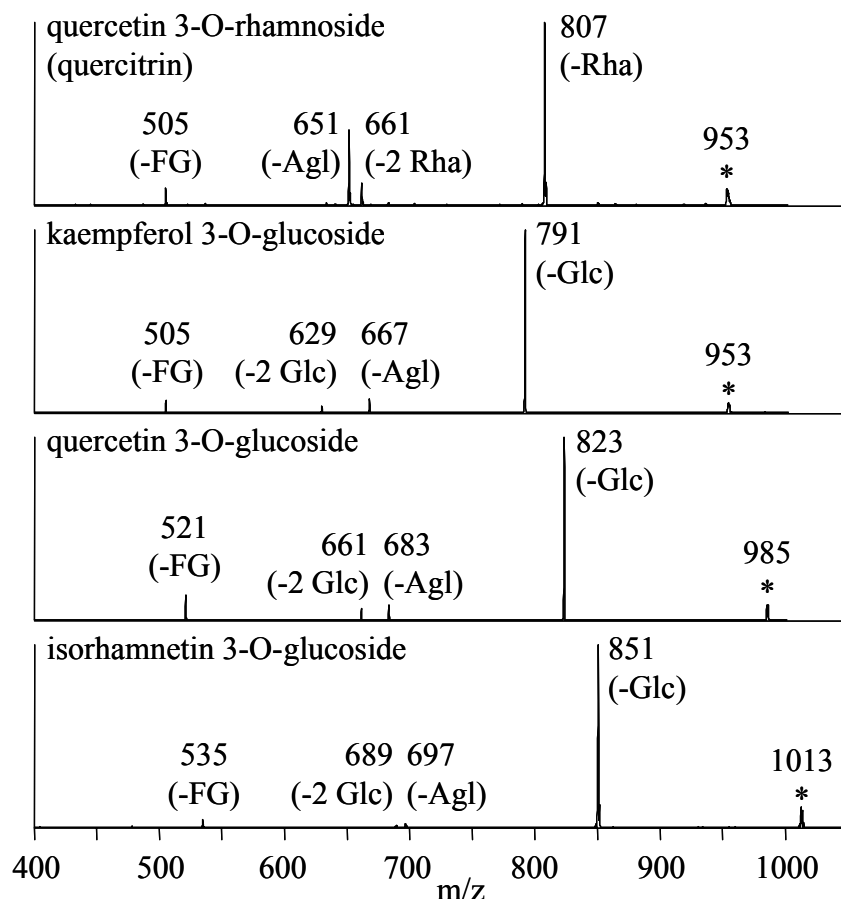 quercetin 3-O-rhamnoside
(quercitrin)
505
(-FG)
651
(-Agl)
661
(-2 Rha)
807
(-Rha)
953
*
kaempferol 3-O-glucoside
505
(-FG)
629
(-2 Glc)
667
(-Agl)
791
(-Glc)
953
*
quercetin 3-O-glucoside
521
(-FG)
661
(-2 Glc)
683
(-Agl)
823
(-Glc)
985
*
isorhamnetin 3-O-glucoside
535
(-FG)
689
(-2 Glc)
697
(-Agl)
851
(-Glc)
1013
*
400 500 600 700 800 900 1000
m/z